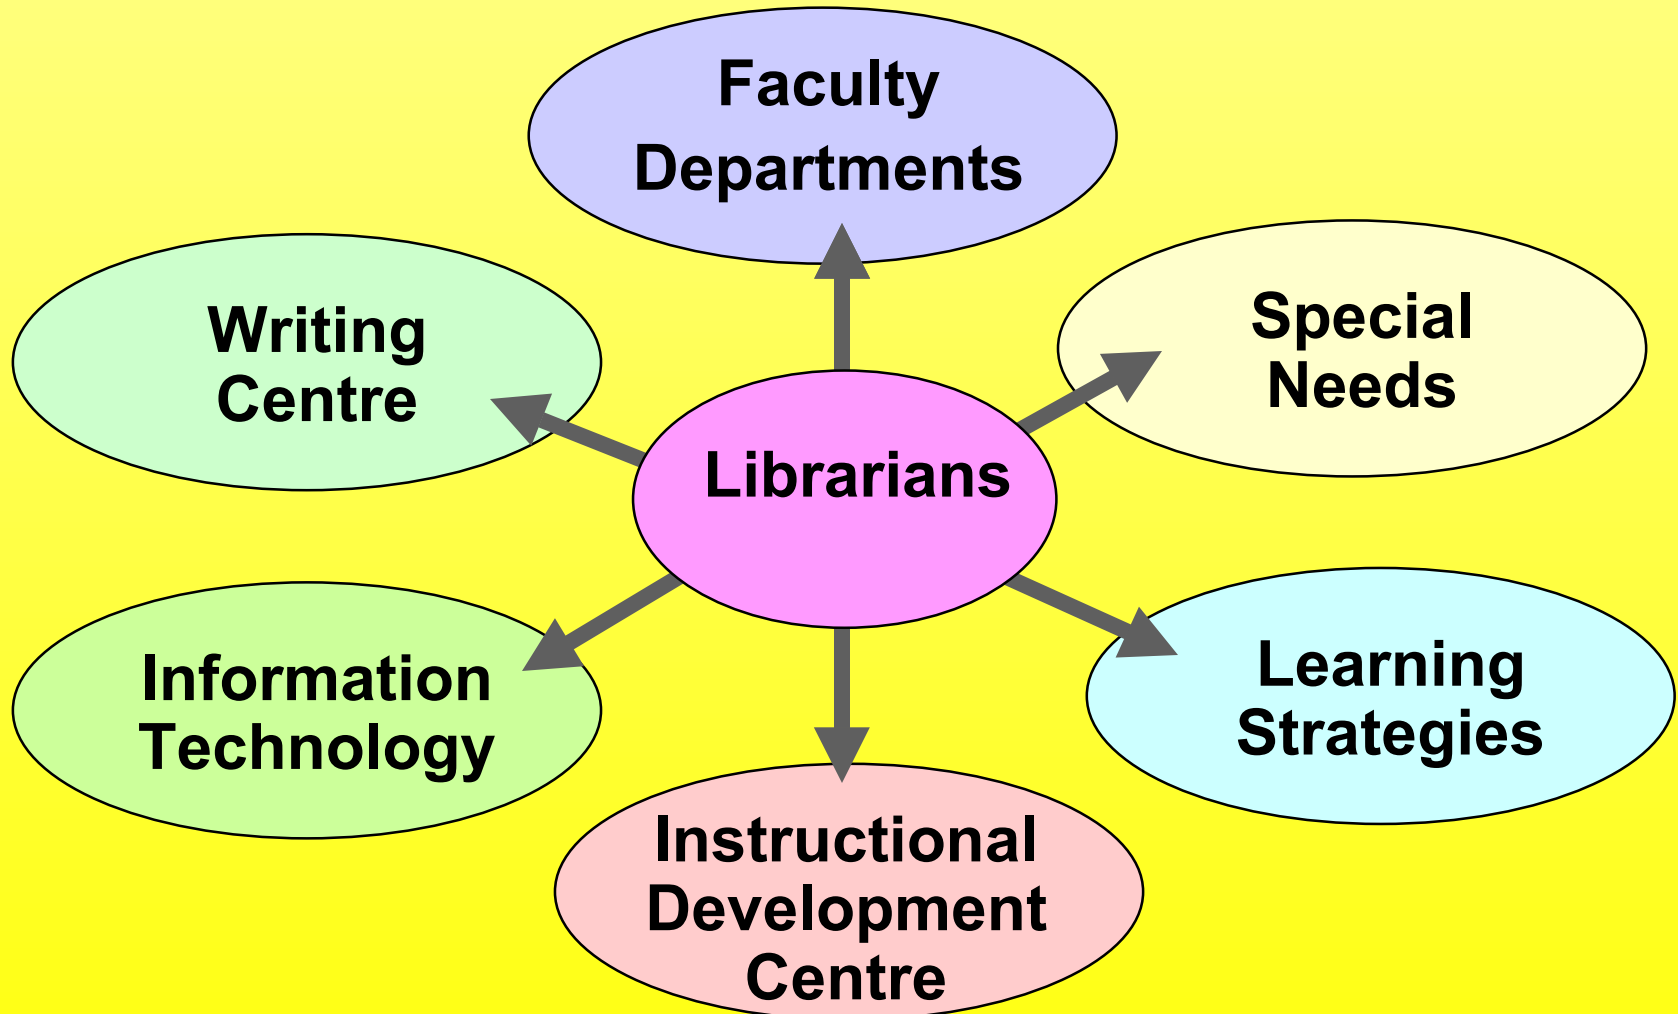 Faculty
Departments
Writing
Centre
Special
Needs
Librarians
Information
Technology
Learning
Strategies
Instructional
Development
Centre